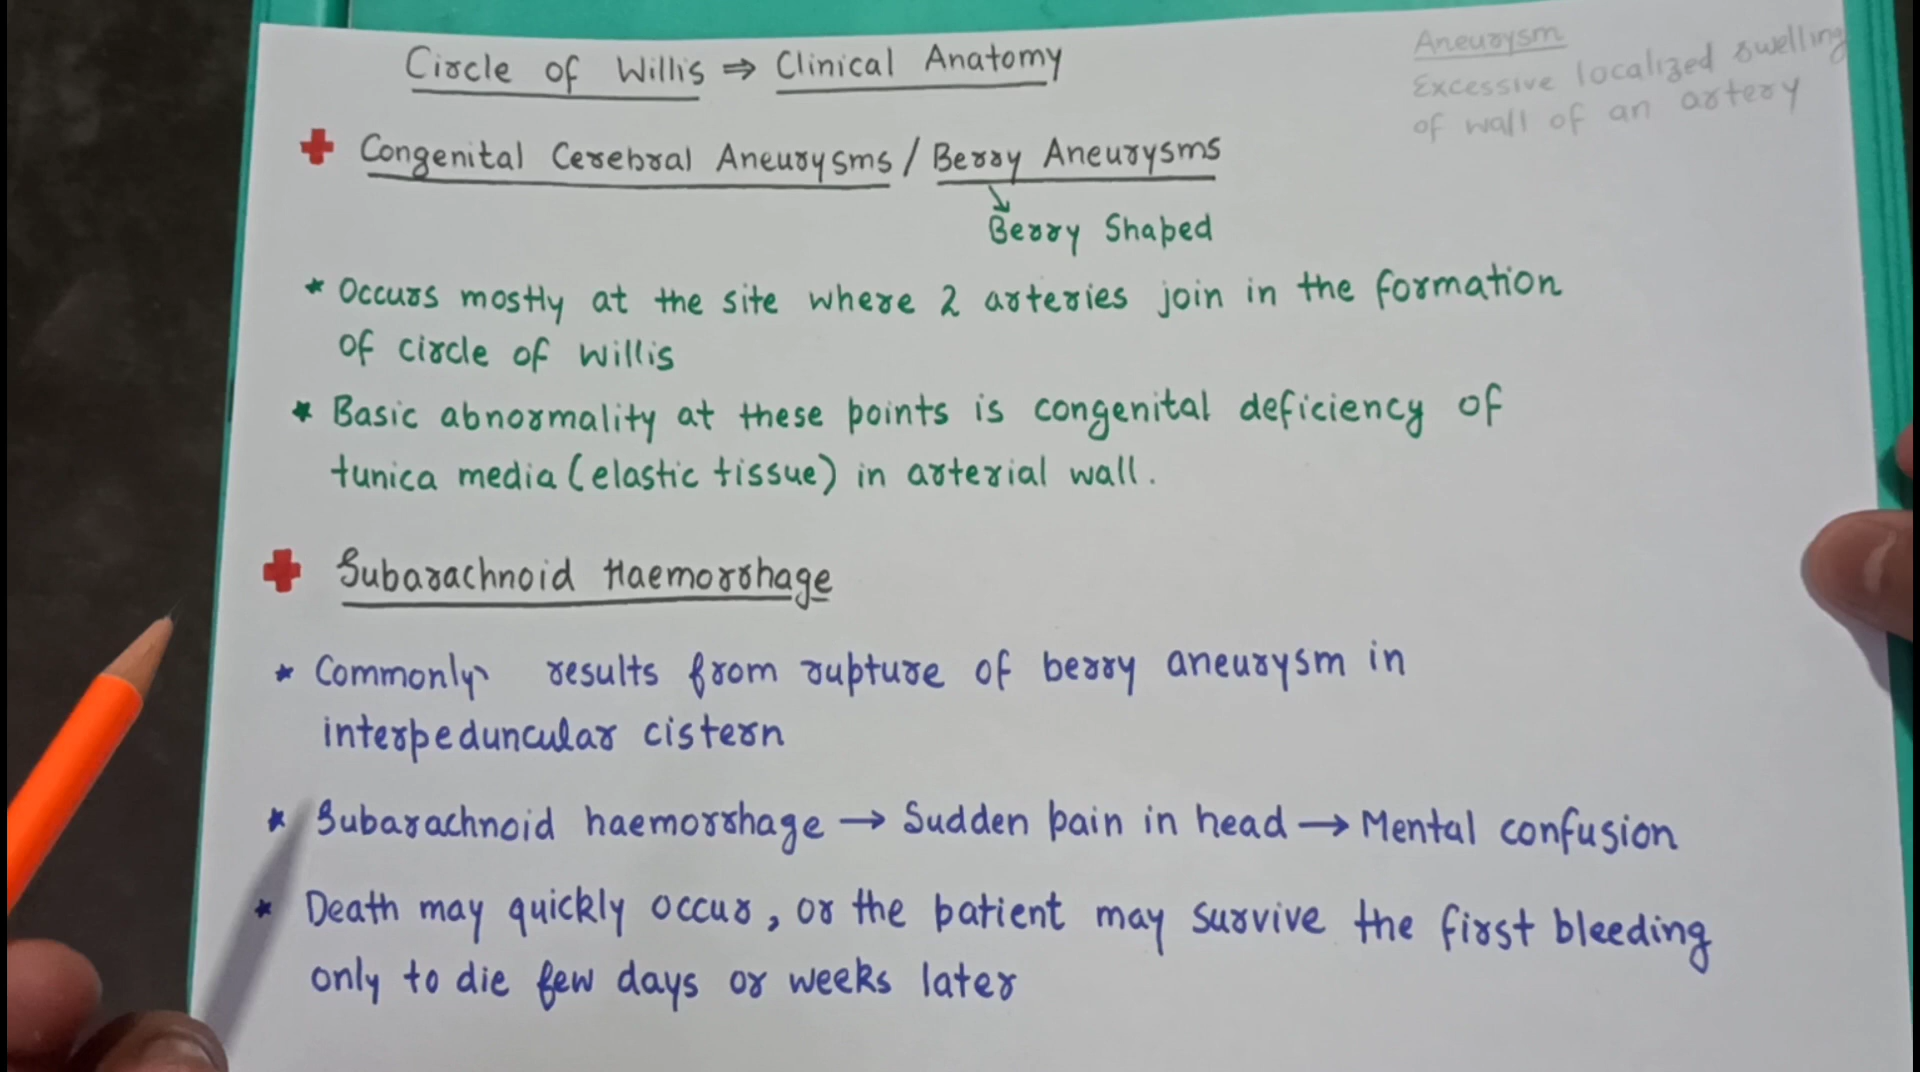 Circle of Willis ⇒ Clinical Anatomy
Aneurysm
Excessive localized swelling
of wall of an artery
Congenital Cerebral Aneurysms / Berry Aneurysms
Berry Shaped
* Occurs mostly at the site where 2 arteries join in the formation
of circle of willis
* Basic abnormality at these points is congenital deficiency of
tunica media (elastic tissue) in arterial wall.
Subarachnoid Haemorrhage
* Commonly results from rupture of berry aneurysm in
interpeduncular cistern
* Subarachnoid haemorrhage → Sudden pain in head → Mental confusion
* Death may quickly occur, or the patient may survive the first bleeding
only to die few days or weeks later